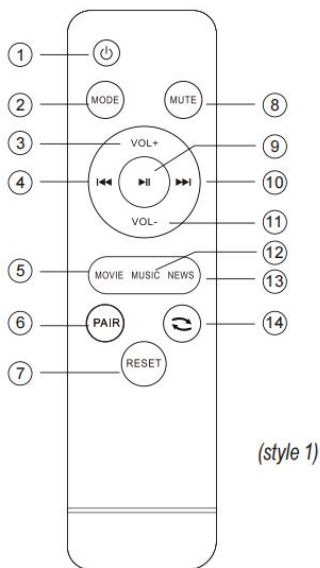 1
2 MODE MUTE 8
3 VOL+ 9
4 10
VOL- 11
12
5 MOVIE MUSIC NEWS 13
6 PAIR 14
7 RESET
(style 1)